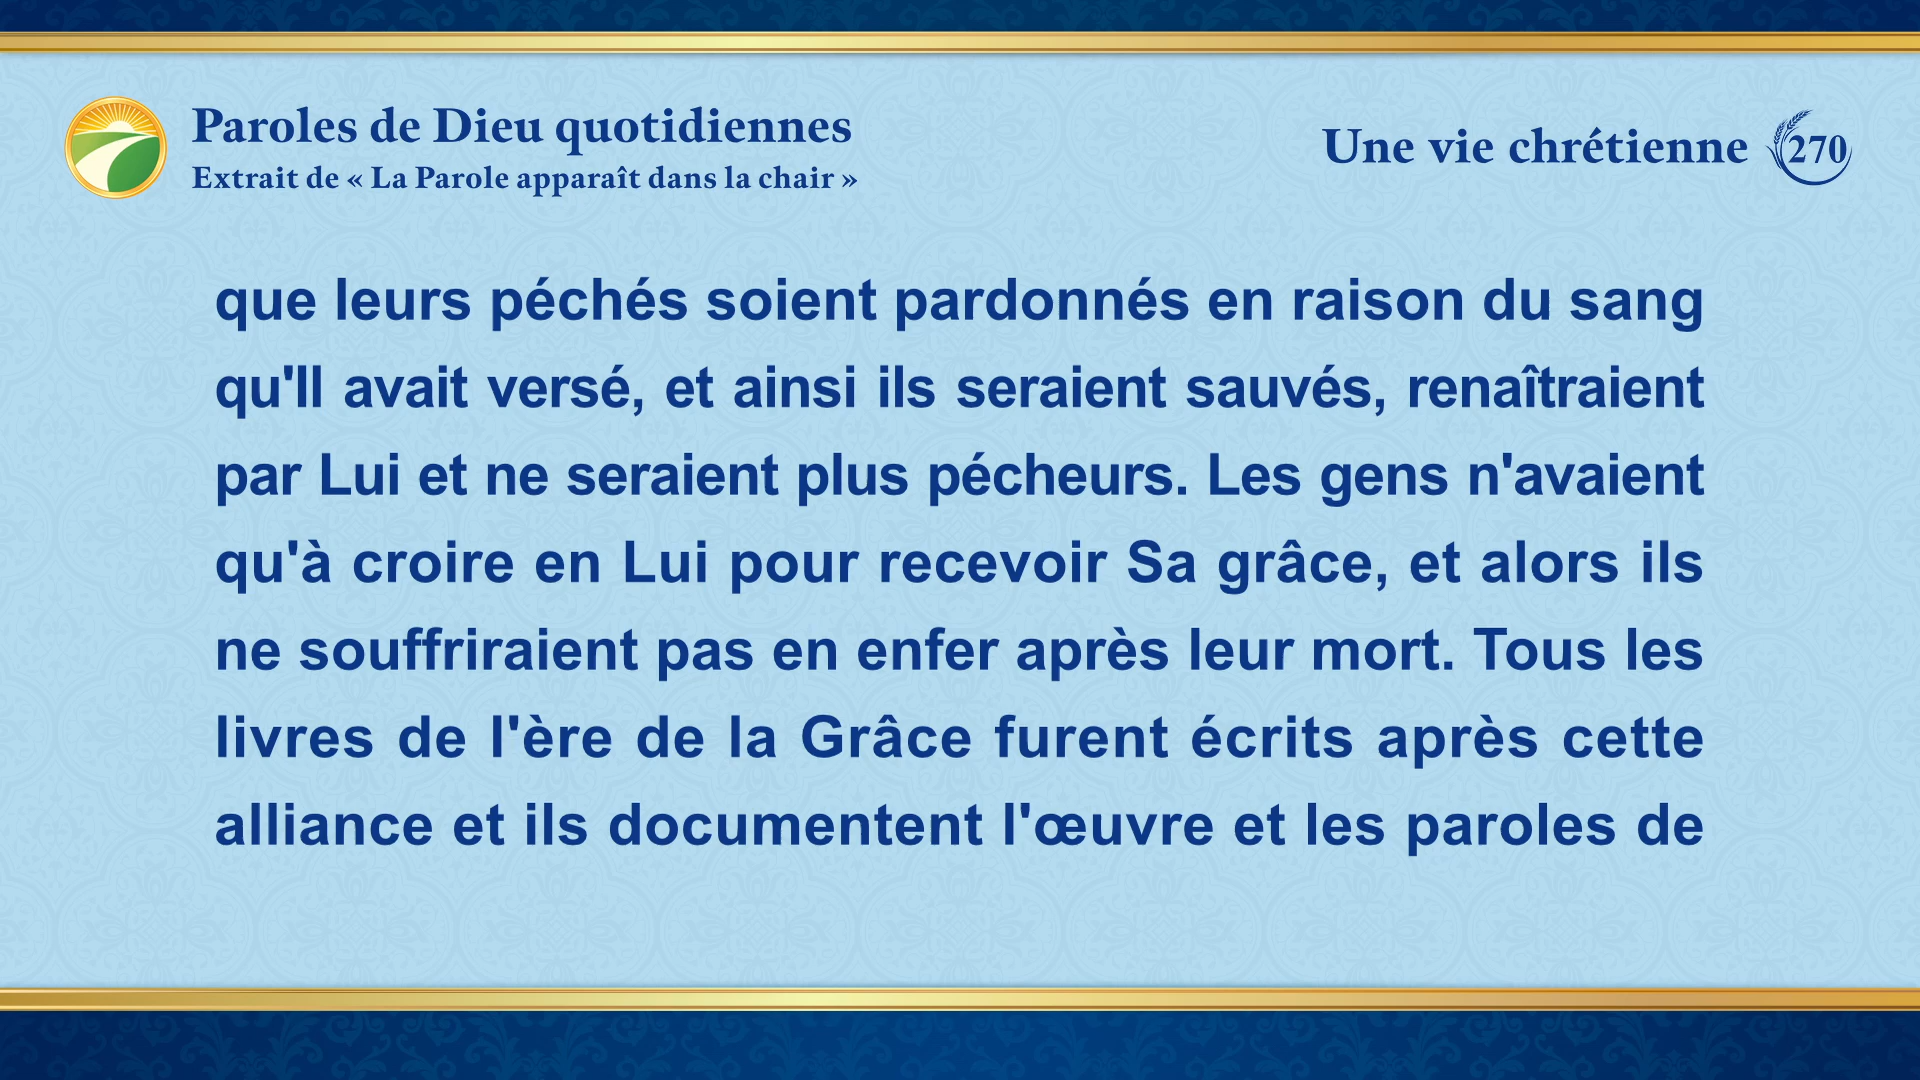 Paroles de Dieu quotidiennes
Extrait de « La Parole apparaît dans la chair »
Une vie chrétienne 270
que leurs péchés soient pardonnés en raison du sang
qu'Il avait versé, et ainsi ils seraient sauvés, renaîtraient
par Lui et ne seraient plus pécheurs. Les gens n'avaient
qu'à croire en Lui pour recevoir Sa grâce, et alors ils
ne souffriraient pas en enfer après leur mort. Tous les
livres de l'ère de la Grâce furent écrits après cette
alliance et ils documentent l'œuvre et les paroles de